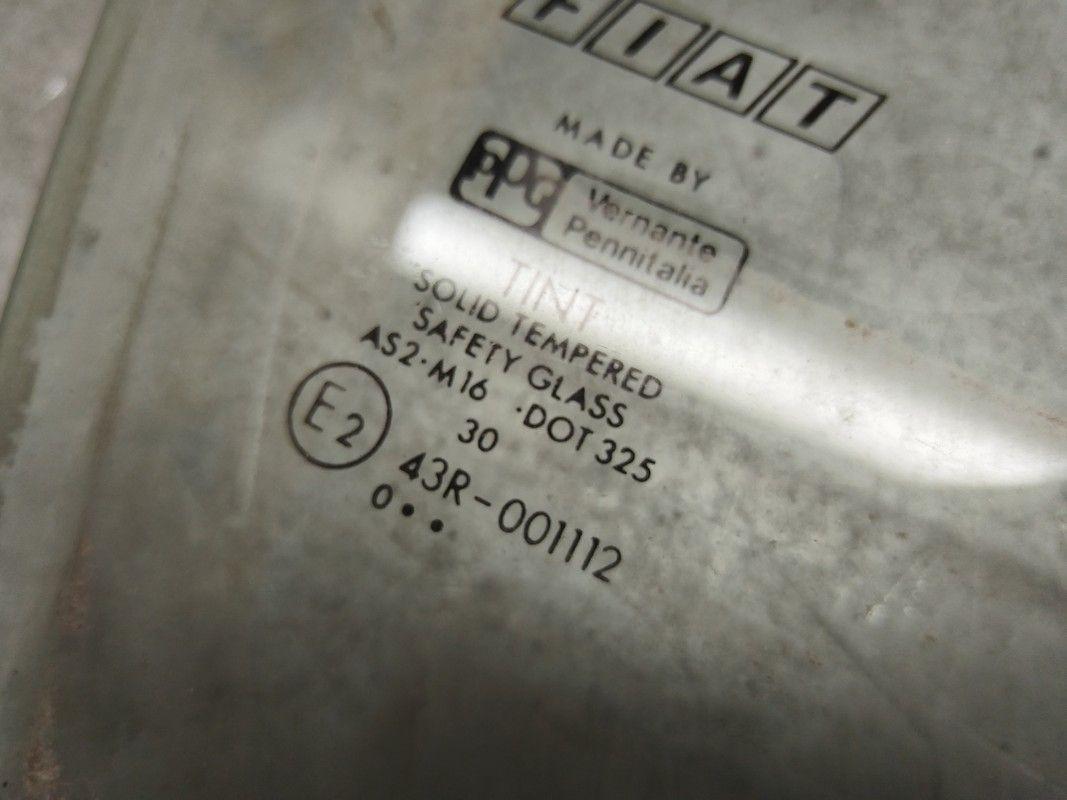 FIAT
MADE BY
ppg Vernante
Pennitalia
TINT
SOLID TEMPERED
SAFETY GLASS
AS2·M16 ·DOT 325
30
E2
43R-001112
0••